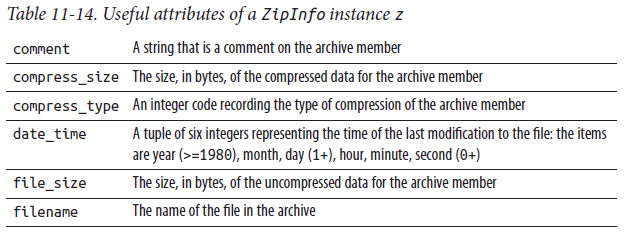 Table 11-14. Useful attributes of a ZipInfo instance z
comment A string that is a comment on the archive member
compress_size The size, in bytes, of the compressed data for the archive member
compress_type An integer code recording the type of compression of the archive member
date_time A tuple of six integers representing the time of the last modification to the file: the items
are year (>=1980), month, day (1+), hour, minute, second (0+)
file_size The size, in bytes, of the uncompressed data for the archive member
filename The name of the file in the archive